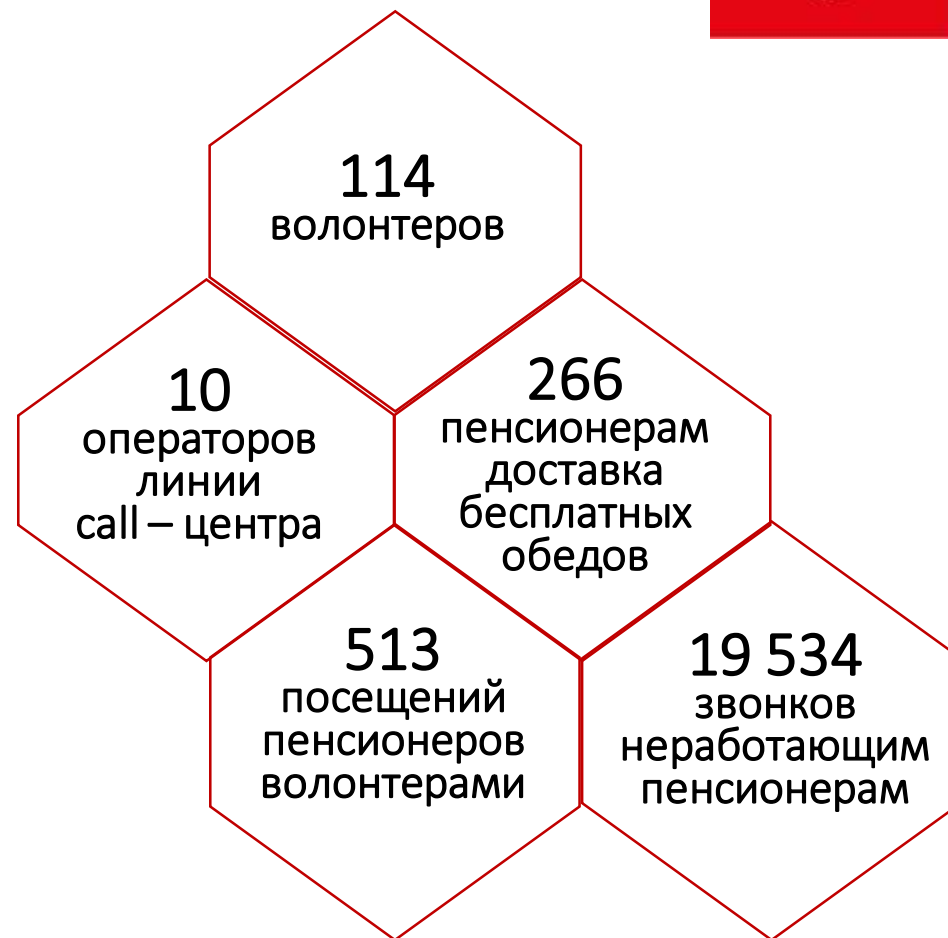 114
волонтеров
10
операторов
линии
call – центра
266
пенсионерам
доставка
бесплатных
обедов
513
посещений
пенсионеров
волонтерами
19 534
звонков
неработающим
пенсионерам